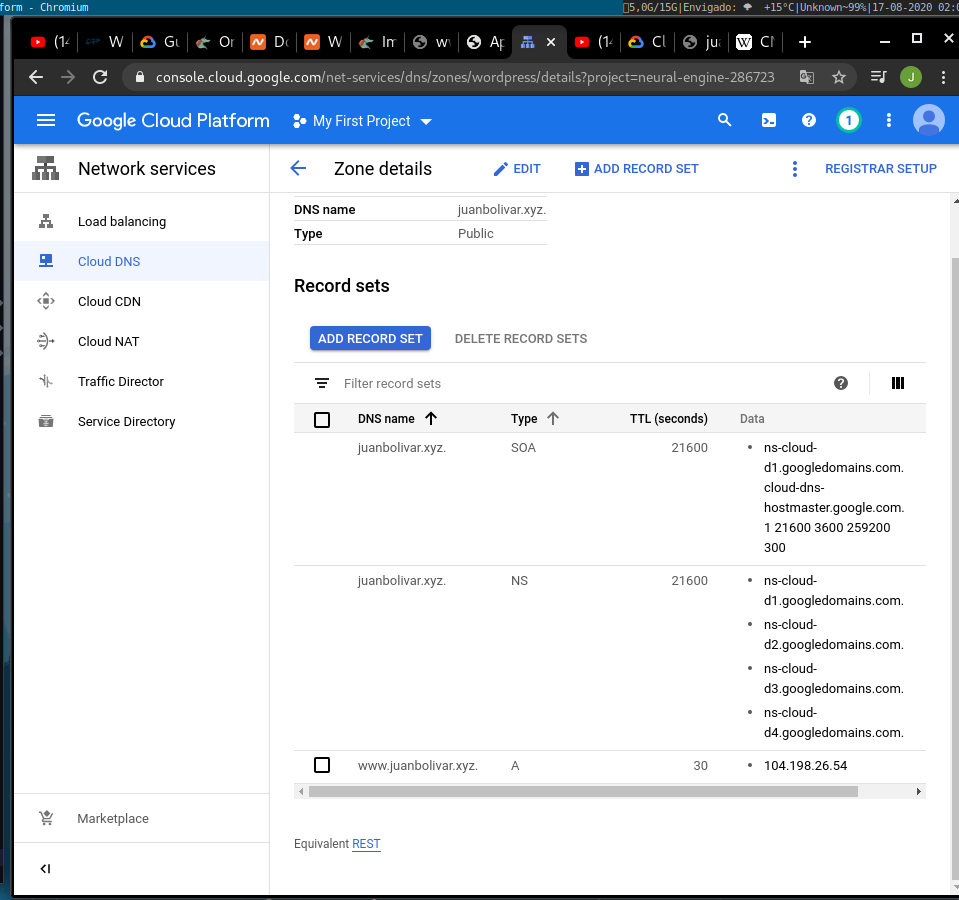 form - Chromium
5,0G/15G|Envigado: +15°C|Unknown~99%|17-08-2020 02:0
(14 W Gu Or Do W In w Ap (1 Cl jua CN
console.cloud.google.com/net-services/dns/zones/wordpress/details?project=neural-engine-286723
J
Google Cloud Platform
My First Project
1
Network services
Zone details
EDIT
ADD RECORD SET
REGISTRAR SETUP
Load balancing
Cloud DNS
Cloud CDN
Cloud NAT
Traffic Director
Service Directory
Marketplace
DNS name juanbolivar.xyz.
Type Public
Record sets
ADD RECORD SET DELETE RECORD SETS
Filter record sets
DNS name Type TTL (seconds) Data
juanbolivar.xyz. SOA 21600 • ns-cloud-
d1.googledomains.com.
cloud-dns-
hostmaster.google.com.
1 21600 3600 259200
300
juanbolivar.xyz. NS 21600 • ns-cloud-
d1.googledomains.com.
• ns-cloud-
d2.googledomains.com.
• ns-cloud-
d3.googledomains.com.
• ns-cloud-
d4.googledomains.com.
www.juanbolivar.xyz. A 30 • 104.198.26.54
Equivalent REST